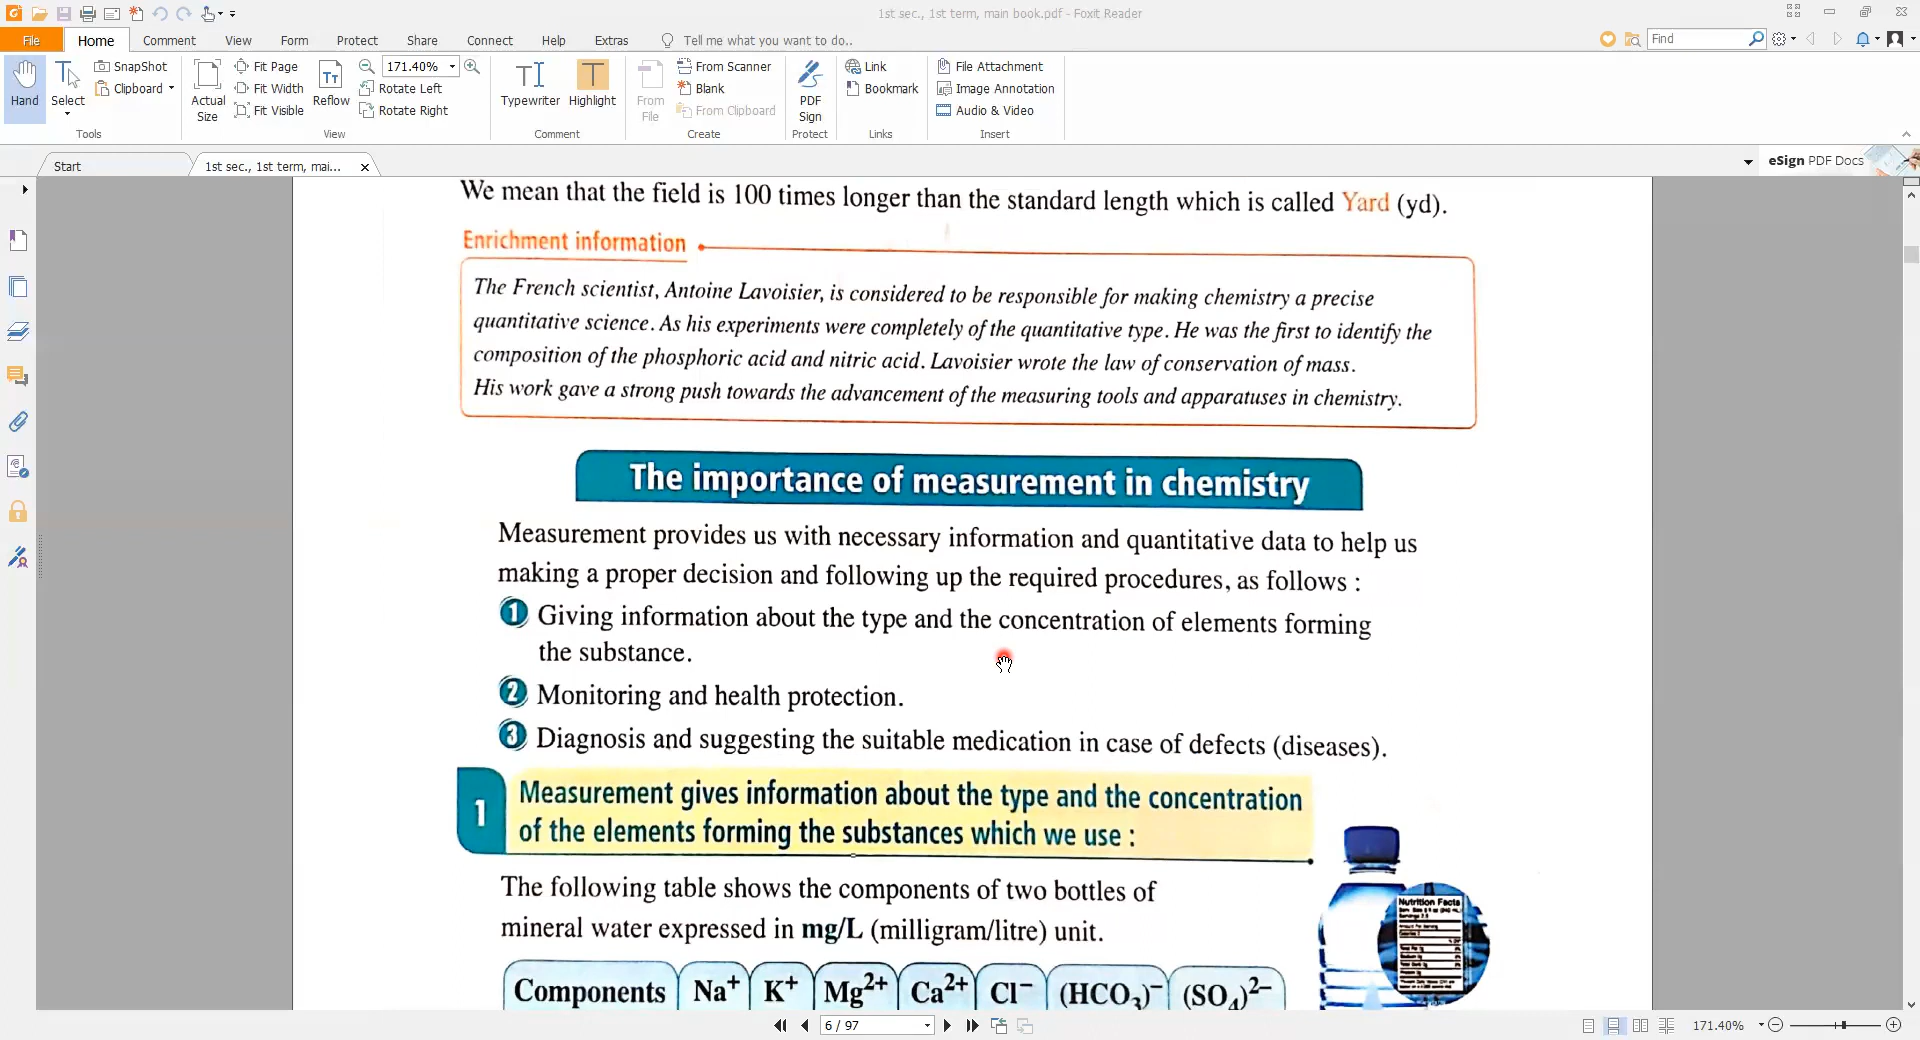 1st sec., 1st term, main book.pdf - Foxit Reader
File Home Comment View Form Protect Share Connect Help Extras Tell me what you want to do.. Find
Hand
Select
SnapShot
Clipboard
Tools
Actual Size
Fit Page
Fit Width
Fit Visible
Reflow
171.40%
Rotate Left
Rotate Right
View
Typewriter
Highlight
Comment
From File
From Scanner
Blank
From Clipboard
Create
PDF Sign
Protect
Link
Bookmark
Links
File Attachment
Image Annotation
Audio & Video
Insert
Start
1st sec., 1st term, mai...
eSign PDF Docs
We mean that the field is 100 times longer than the standard length which is called Yard (yd).
Enrichment information
The French scientist, Antoine Lavoisier, is considered to be responsible for making chemistry a precise
quantitative science. As his experiments were completely of the quantitative type. He was the first to identify the
composition of the phosphoric acid and nitric acid. Lavoisier wrote the law of conservation of mass.
His work gave a strong push towards the advancement of the measuring tools and apparatuses in chemistry.
The importance of measurement in chemistry
Measurement provides us with necessary information and quantitative data to help us
making a proper decision and following up the required procedures, as follows :
1 Giving information about the type and the concentration of elements forming
the substance.
2 Monitoring and health protection.
3 Diagnosis and suggesting the suitable medication in case of defects (diseases).
1 Measurement gives information about the type and the concentration
of the elements forming the substances which we use :
The following table shows the components of two bottles of
mineral water expressed in mg/L (milligram/litre) unit.
Nutrition Facts
Components Na⁺ K⁺ Mg²⁺ Ca²⁺ Cl⁻ (HCO₃)⁻ (SO₄)²⁻
6 / 97
171.40%